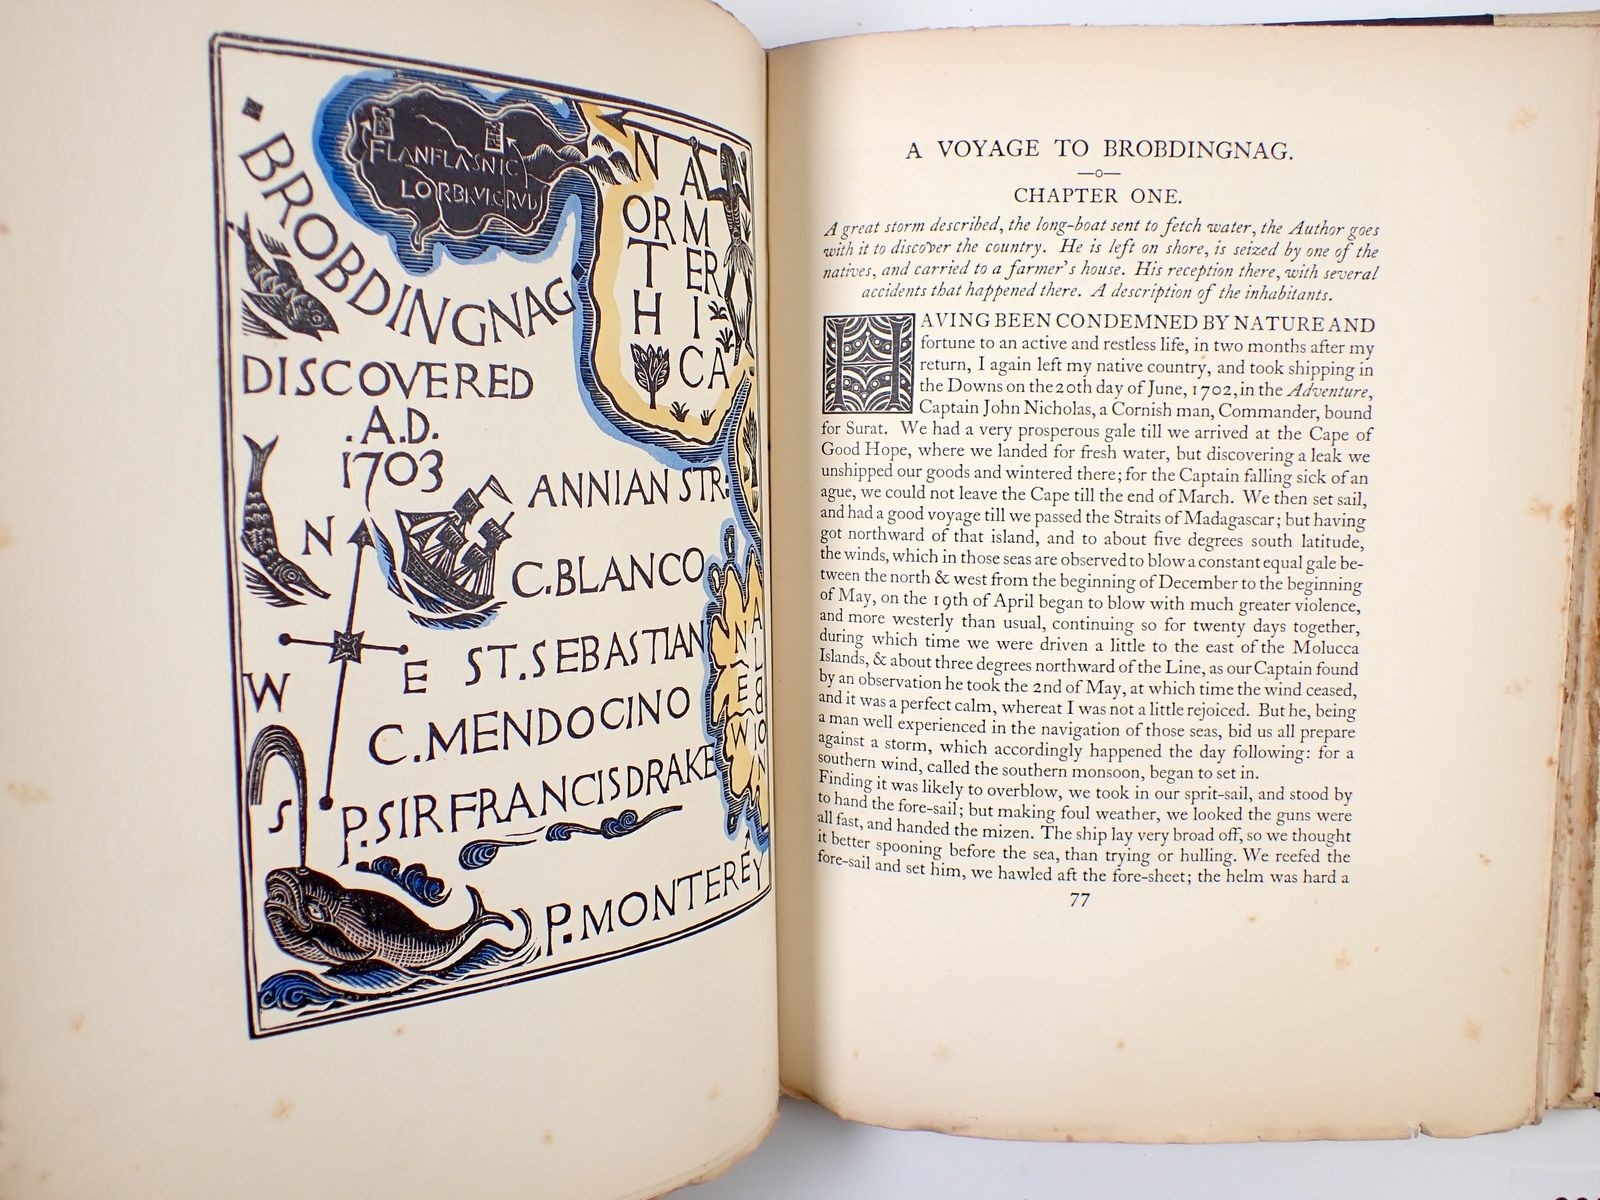 BROBDINGNAG
DISCOVERED
.A.D.
1703
FLANFLASNIC
LORBRVLGRVD
NORTH
AMERICA
ANNIAN STR:
C.BLANCO
ST.SEBASTIAN
C.MENDOCINO
P.SIR FRANCIS DRAKE
P.MONTEREY
NEW
ALBION
N
E
W
S
A VOYAGE TO BROBDINGNAG.
CHAPTER ONE.
A great storm described, the long-boat sent to fetch water, the Author goes
with it to discover the country. He is left on shore, is seized by one of the
natives, and carried to a farmer's house. His reception there, with several
accidents that happened there. A description of the inhabitants.
HAVING BEEN CONDEMNED BY NATURE AND
fortune to an active and restless life, in two months after my
return, I again left my native country, and took shipping in
the Downs on the 20th day of June, 1702, in the Adventure,
Captain John Nicholas, a Cornish man, Commander, bound
for Surat. We had a very prosperous gale till we arrived at the Cape of
Good Hope, where we landed for fresh water, but discovering a leak we
unshipped our goods and wintered there; for the Captain falling sick of an
ague, we could not leave the Cape till the end of March. We then set sail,
and had a good voyage till we passed the Straits of Madagascar; but having
got northward of that island, and to about five degrees south latitude,
the winds, which in those seas are observed to blow a constant equal gale be-
tween the north & west from the beginning of December to the beginning
of May, on the 19th of April began to blow with much greater violence,
and more westerly than usual, continuing so for twenty days together,
during which time we were driven a little to the east of the Molucca
Islands, & about three degrees northward of the Line, as our Captain found
by an observation he took the 2nd of May, at which time the wind ceased,
and it was a perfect calm, whereat I was not a little rejoiced. But he, being
a man well experienced in the navigation of those seas, bid us all prepare
against a storm, which accordingly happened the day following: for a
southern wind, called the southern monsoon, began to set in.
Finding it was likely to overblow, we took in our sprit-sail, and stood by
to hand the fore-sail; but making foul weather, we looked the guns were
all fast, and handed the mizen. The ship lay very broad off, so we thought
it better spooning before the sea, than trying or hulling. We reefed the
fore-sail and set him, we hawled aft the fore-sheet; the helm was hard a
77